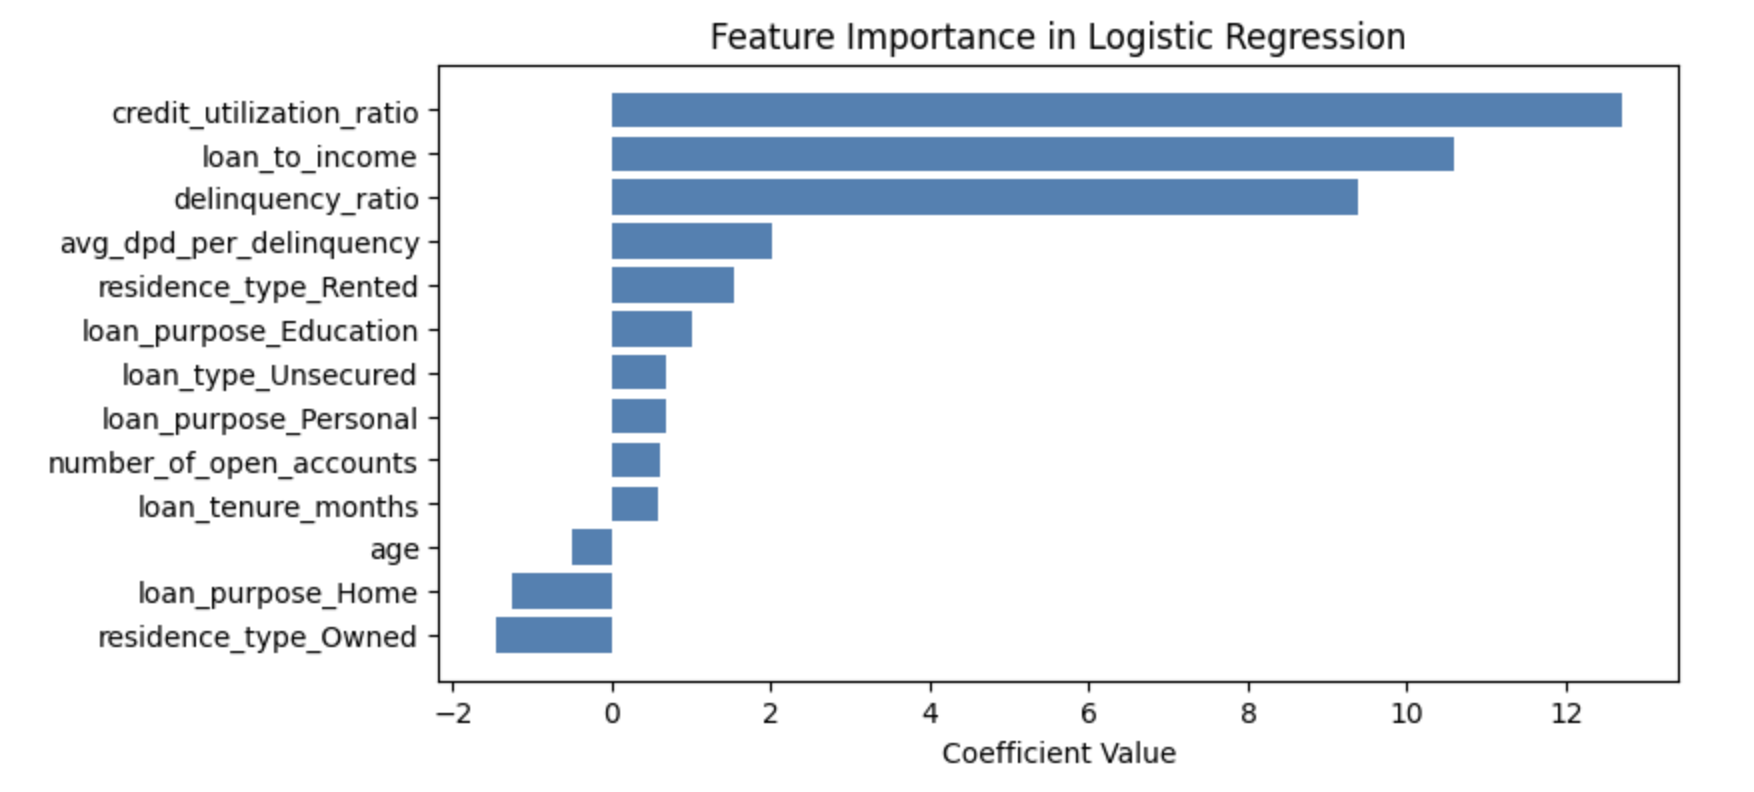 Feature Importance in Logistic Regression
credit_utilization_ratio
loan_to_income
delinquency_ratio
avg_dpd_per_delinquency
residence_type_Rented
loan_purpose_Education
loan_type_Unsecured
loan_purpose_Personal
number_of_open_accounts
loan_tenure_months
age
loan_purpose_Home
residence_type_Owned
−2 0 2 4 6 8 10 12
Coefficient Value